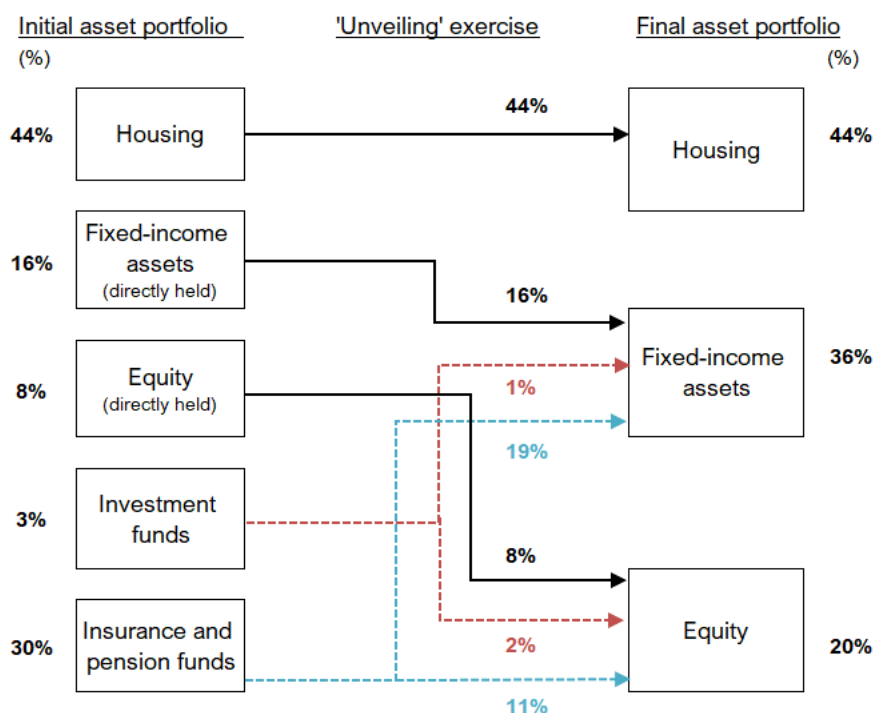 Initial asset portfolio
'Unveiling' exercise
Final asset portfolio
(%)
(%)
44%
Housing
44%
Housing
44%
16%
Fixed-income
assets
(directly held)
16%
Fixed-income
assets
36%
8%
Equity
(directly held)
1%
19%
3%
Investment
funds
8%
30%
Insurance and
pension funds
2%
11%
Equity
20%